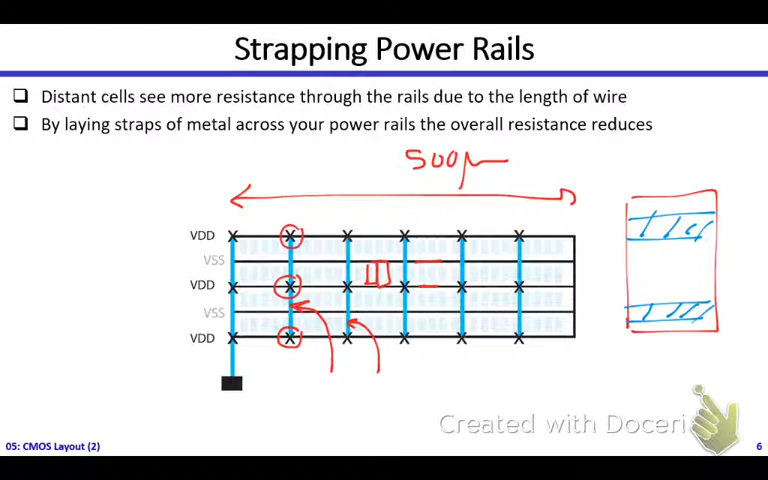 Strapping Power Rails
❑ Distant cells see more resistance through the rails due to the length of wire
❑ By laying straps of metal across your power rails the overall resistance reduces
500μ
VDD
VSS
VDD
VSS
VDD
Created with Doceri
05: CMOS Layout (2)
6